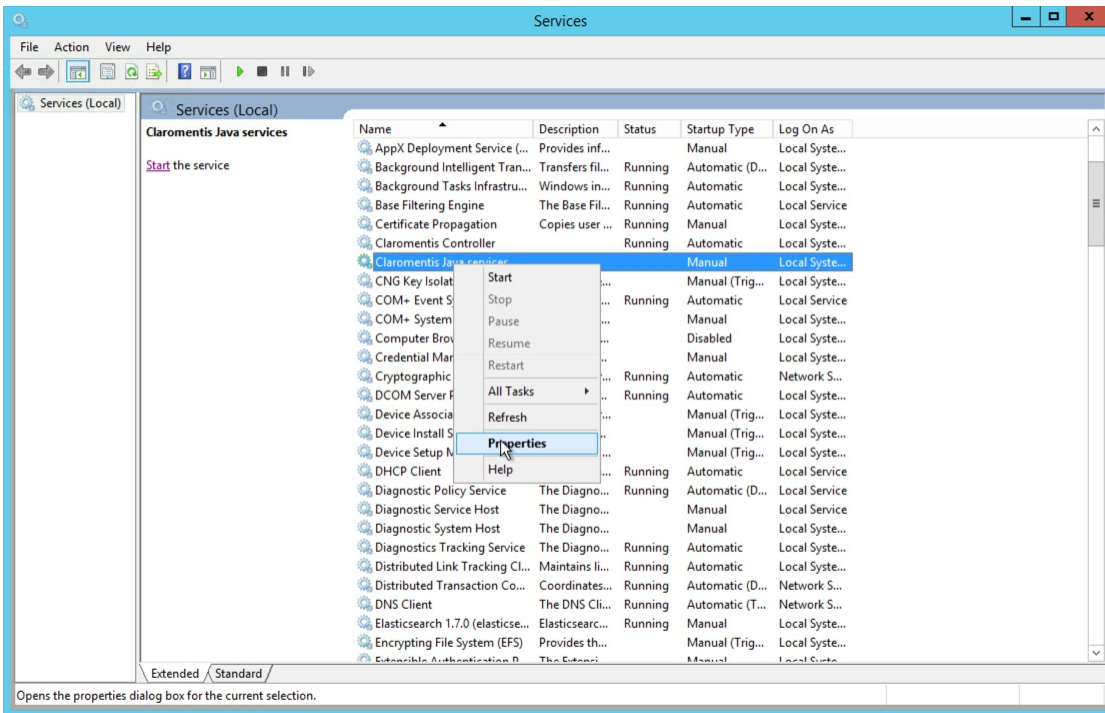 Services
File Action View Help
Services (Local)
Services (Local)
Claromentis Java services
Start the service
Name Description Status Startup Type Log On As
AppX Deployment Service (... Provides inf... Manual Local Syste...
Background Intelligent Tran... Transfers fil... Running Automatic (D... Local Syste...
Background Tasks Infrastru... Windows in... Running Automatic Local Syste...
Base Filtering Engine The Base Fil... Running Automatic Local Service
Certificate Propagation Copies user ... Running Manual Local Syste...
Claromentis Controller Running Automatic Local Syste...
Claromentis Java services Manual Local Syste...
CNG Key Isolat ... Manual (Trig... Local Syste...
COM+ Event S ... Running Automatic Local Service
COM+ System ... Manual Local Syste...
Computer Brow ... Disabled Local Syste...
Credential Man .. Manual Local Syste...
Cryptographic ... Running Automatic Network S...
DCOM Server P .. Running Automatic Local Syste...
Device Associa ... Manual (Trig... Local Syste...
Device Install S .. Manual (Trig... Local Syste...
Device Setup M ... Manual (Trig... Local Syste...
DHCP Client ... Running Automatic Local Service
Start
Stop
Pause
Resume
Restart
All Tasks
Refresh
Properties
Help
Diagnostic Policy Service The Diagno... Running Automatic (D... Local Service
Diagnostic Service Host The Diagno... Manual Local Service
Diagnostic System Host The Diagno... Manual Local Syste...
Diagnostics Tracking Service The Diagno... Running Automatic Local Syste...
Distributed Link Tracking Cl... Maintains li... Running Automatic Local Syste...
Distributed Transaction Co... Coordinates... Running Automatic (D... Network S...
DNS Client The DNS Cli... Running Automatic (T... Network S...
Elasticsearch 1.7.0 (elasticse... Elasticsearc... Running Manual Local Syste...
Encrypting File System (EFS) Provides th... Manual (Trig... Local Syste...
Extensible Authentication P... The Extensi... Manual Local Syste...
Extended Standard
Opens the properties dialog box for the current selection.